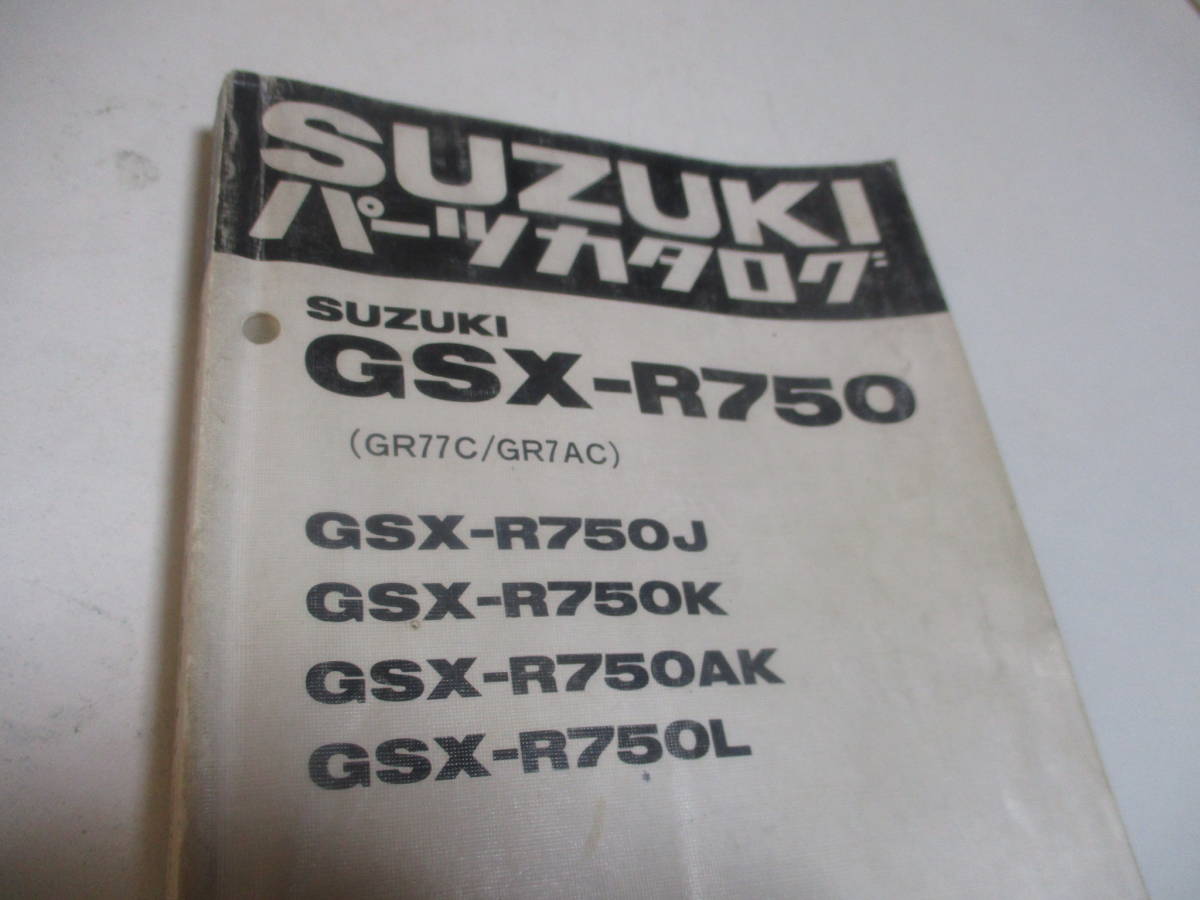 SUZUKI
パーツカタログ
SUZUKI
GSX-R750
(GR77C/GR7AC)
GSX-R750J
GSX-R750K
GSX-R750AK
GSX-R750L